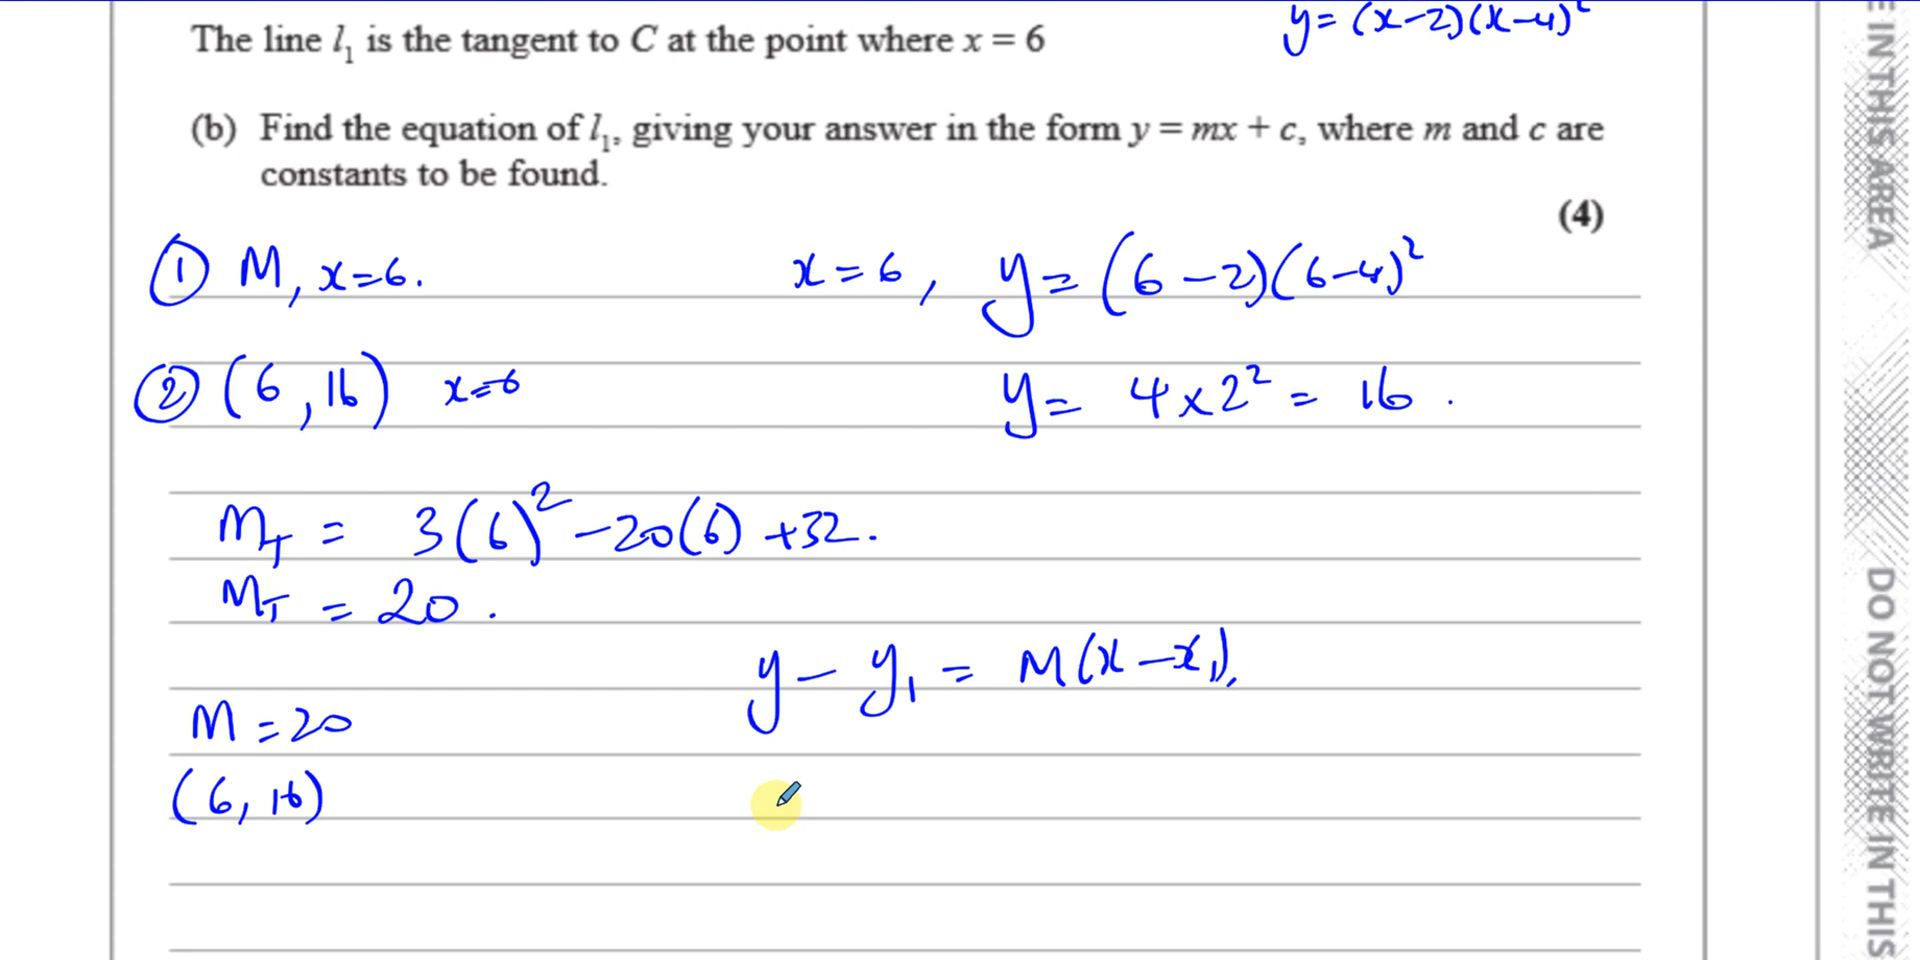 y = (x-2)(x-4)²
The line l₁ is the tangent to C at the point where x = 6
(b) Find the equation of l₁, giving your answer in the form y = mx + c, where m and c are
constants to be found.
(4)
① M, x=6.
x = 6, y = (6-2)(6-4)²
② (6, 16) x=6
y = 4×2² = 16.
M_T = 3(6)² - 20(6) + 32.
M_T = 20.
y - y₁ = M(x - x₁),
M = 20
(6, 16)
E IN THIS AREA
DO NOT WRITE IN THIS